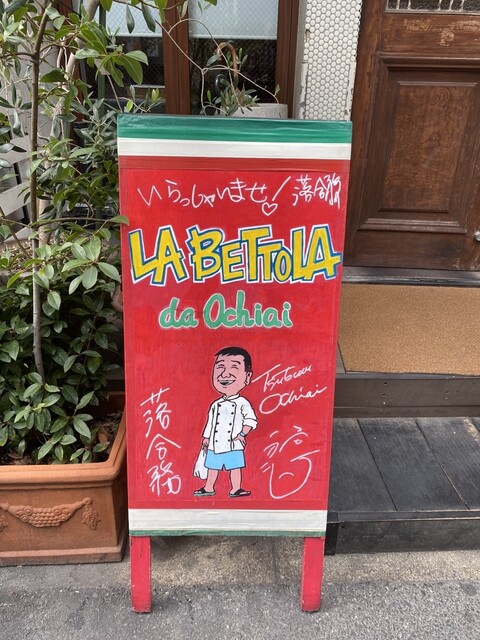 いらっしゃいませ! 落合務
LA BETTOLA
da Ochiai
Tsutomu
Ochiai
落合務